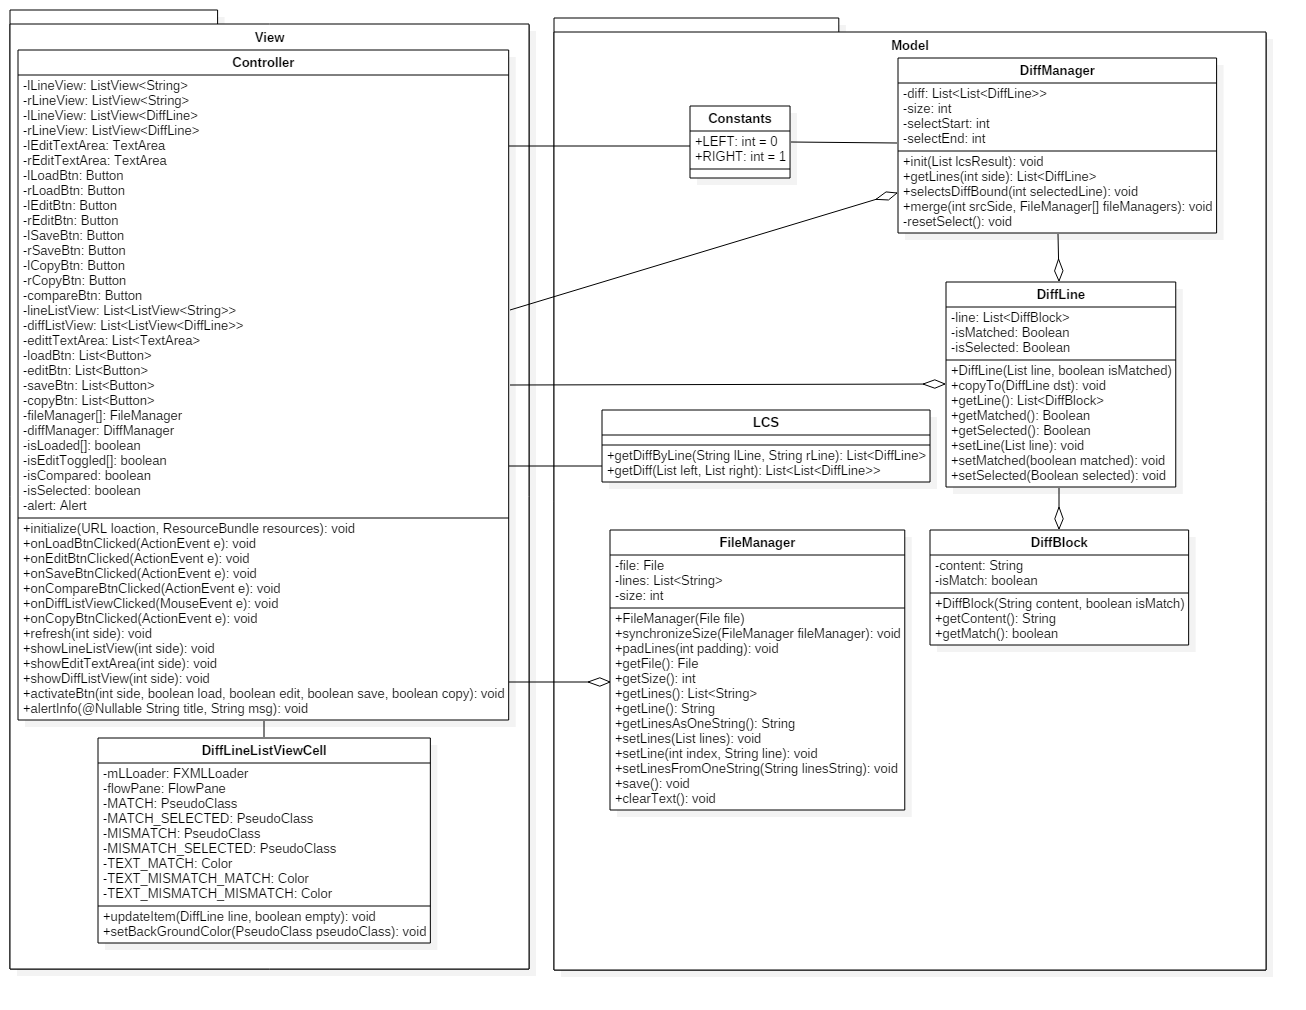 View
Controller
-lLineView: ListView<String>
-rLineView: ListView<String>
-lLineView: ListView<DiffLine>
-rLineView: ListView<DiffLine>
-lEditTextArea: TextArea
-rEditTextArea: TextArea
-lLoadBtn: Button
-rLoadBtn: Button
-lEditBtn: Button
-rEditBtn: Button
-lSaveBtn: Button
-rSaveBtn: Button
-lCopyBtn: Button
-rCopyBtn: Button
-compareBtn: Button
-lineListView: List<ListView<String>>
-diffListView: List<ListView<DiffLine>>
-edittTextArea: List<TextArea>
-loadBtn: List<Button>
-editBtn: List<Button>
-saveBtn: List<Button>
-copyBtn: List<Button>
-fileManager[]: FileManager
-diffManager: DiffManager
-isLoaded[]: boolean
-isEditToggled[]: boolean
-isCompared: boolean
-isSelected: boolean
-alert: Alert
+initialize(URL loaction, ResourceBundle resources): void
+onLoadBtnClicked(ActionEvent e): void
+onEditBtnClicked(ActionEvent e): void
+onSaveBtnClicked(ActionEvent e): void
+onCompareBtnClicked(ActionEvent e): void
+onDiffListViewClicked(MouseEvent e): void
+onCopyBtnClicked(ActionEvent e): void
+refresh(int side): void
+showLineListView(int side): void
+showEditTextArea(int side): void
+showDiffListView(int side): void
+activateBtn(int side, boolean load, boolean edit, boolean save, boolean copy): void
+alertInfo(@Nullable String title, String msg): void
DiffLineListViewCell
-mLLoader: FXMLLoader
-flowPane: FlowPane
-MATCH: PseudoClass
-MATCH_SELECTED: PseudoClass
-MISMATCH: PseudoClass
-MISMATCH_SELECTED: PseudoClass
-TEXT_MATCH: Color
-TEXT_MISMATCH_MATCH: Color
-TEXT_MISMATCH_MISMATCH: Color
+updateItem(DiffLine line, boolean empty): void
+setBackGroundColor(PseudoClass pseudoClass): void
Model
Constants
+LEFT: int = 0
+RIGHT: int = 1
DiffManager
-diff: List<List<DiffLine>>
-size: int
-selectStart: int
-selectEnd: int
+init(List lcsResult): void
+getLines(int side): List<DiffLine>
+selectsDiffBound(int selectedLine): void
+merge(int srcSide, FileManager[] fileManagers): void
-resetSelect(): void
DiffLine
-line: List<DiffBlock>
-isMatched: Boolean
-isSelected: Boolean
+DiffLine(List line, boolean isMatched)
+copyTo(DiffLine dst): void
+getLine(): List<DiffBlock>
+getMatched(): Boolean
+getSelected(): Boolean
+setLine(List line): void
+setMatched(boolean matched): void
+setSelected(Boolean selected): void
LCS
+getDiffByLine(String lLine, String rLine): List<DiffLine>
+getDiff(List left, List right): List<List<DiffLine>>
FileManager
-file: File
-lines: List<String>
-size: int
+FileManager(File file)
+synchronizeSize(FileManager fileManager): void
+padLines(int padding): void
+getFile(): File
+getSize(): int
+getLines(): List<String>
+getLine(): String
+getLinesAsOneString(): String
+setLines(List lines): void
+setLine(int index, String line): void
+setLinesFromOneString(String linesString): void
+save(): void
+clearText(): void
DiffBlock
-content: String
-isMatch: boolean
+DiffBlock(String content, boolean isMatch)
+getContent(): String
+getMatch(): boolean